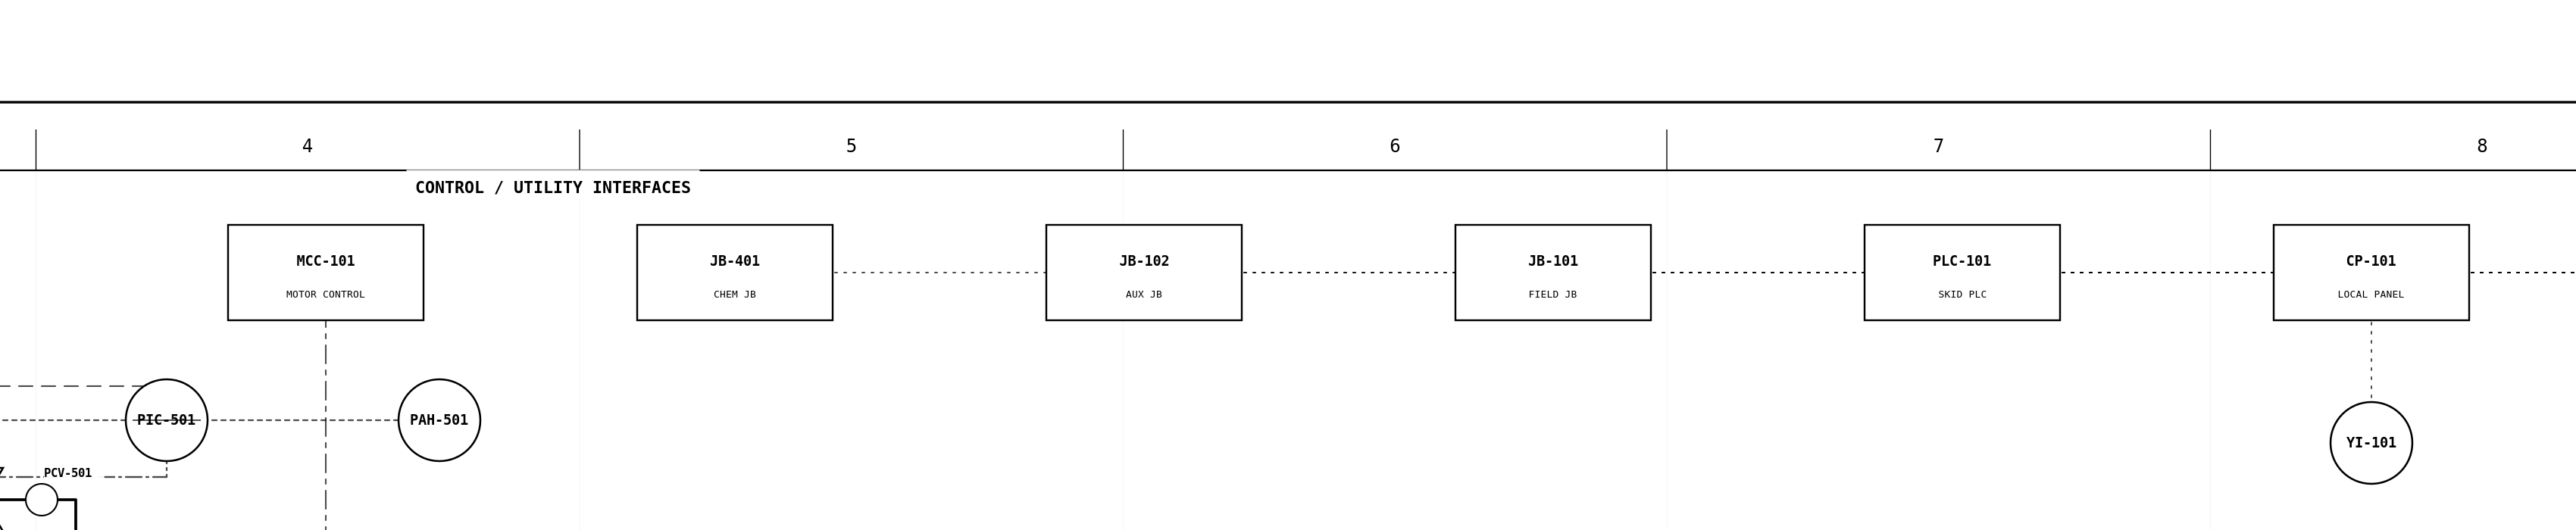 4 5 6 7 8
CONTROL / UTILITY INTERFACES
MCC-101
MOTOR CONTROL
JB-401
CHEM JB
JB-102
AUX JB
JB-101
FIELD JB
PLC-101
SKID PLC
CP-101
LOCAL PANEL
PIC-501
PAH-501
YI-101
PCV-501